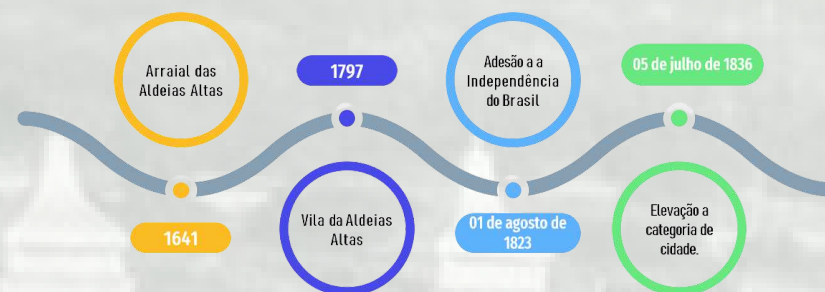 Arraial das
Aldeias Altas
1641
1797
Vila da Aldeias
Altas
Adesão a a
Independência
do Brasil
01 de agosto de
1823
05 de julho de 1836
Elevação a
categoria de
cidade.